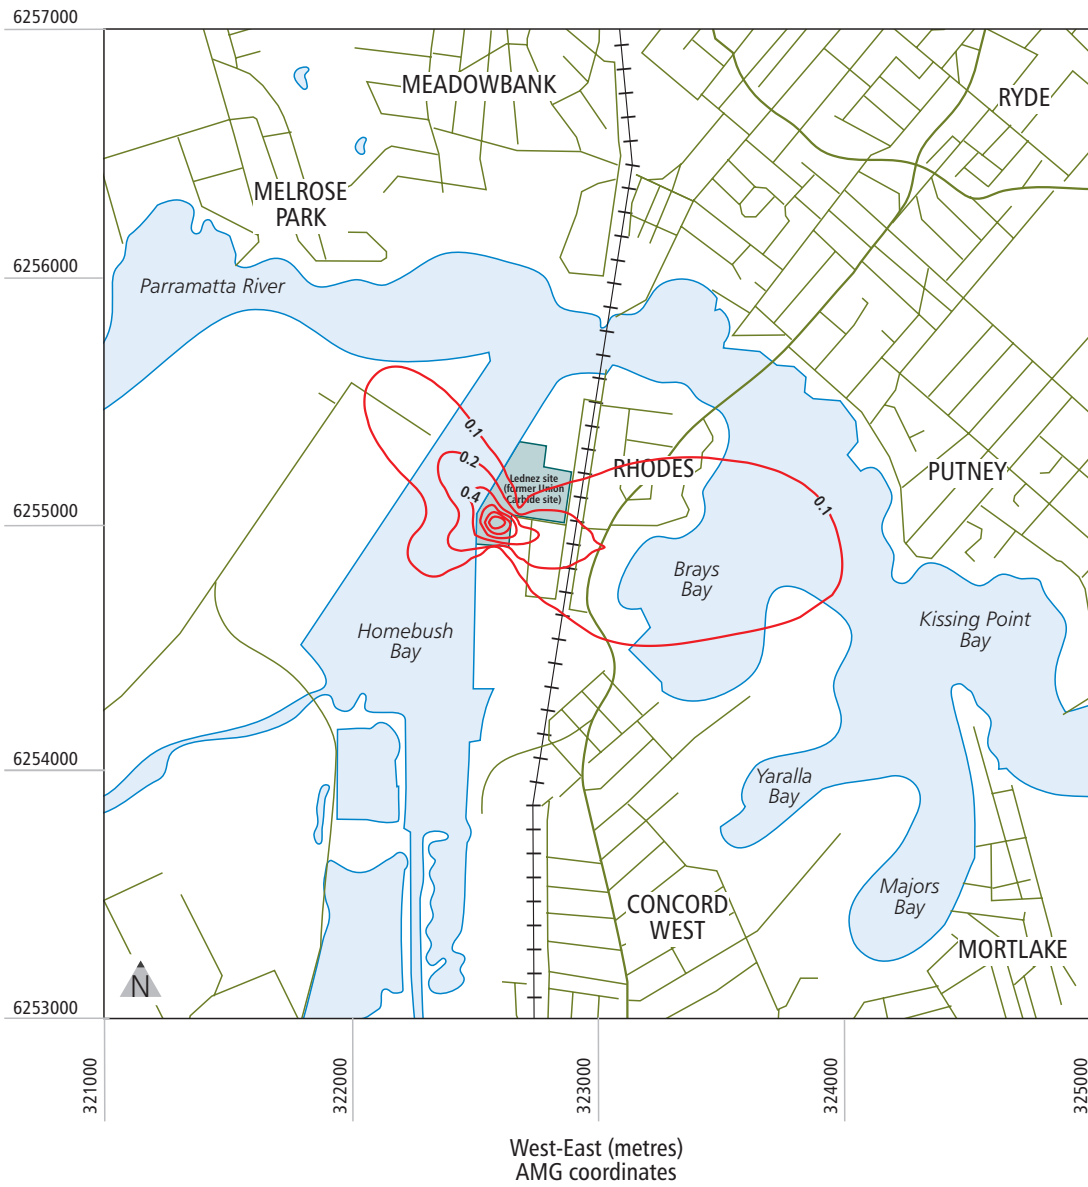 6257000
MEADOWBANK
RYDE
MELROSE
PARK
6256000
Parramatta River
0.1
0.2
0.4
Lednez site
(former Union
Carbide site)
RHODES
0.1
PUTNEY
6255000
Brays
Bay
Homebush
Bay
Kissing Point
Bay
6254000
Yaralla
Bay
Majors
Bay
CONCORD
WEST
MORTLAKE
N
6253000
321000
322000
323000
324000
325000
West-East (metres)
AMG coordinates